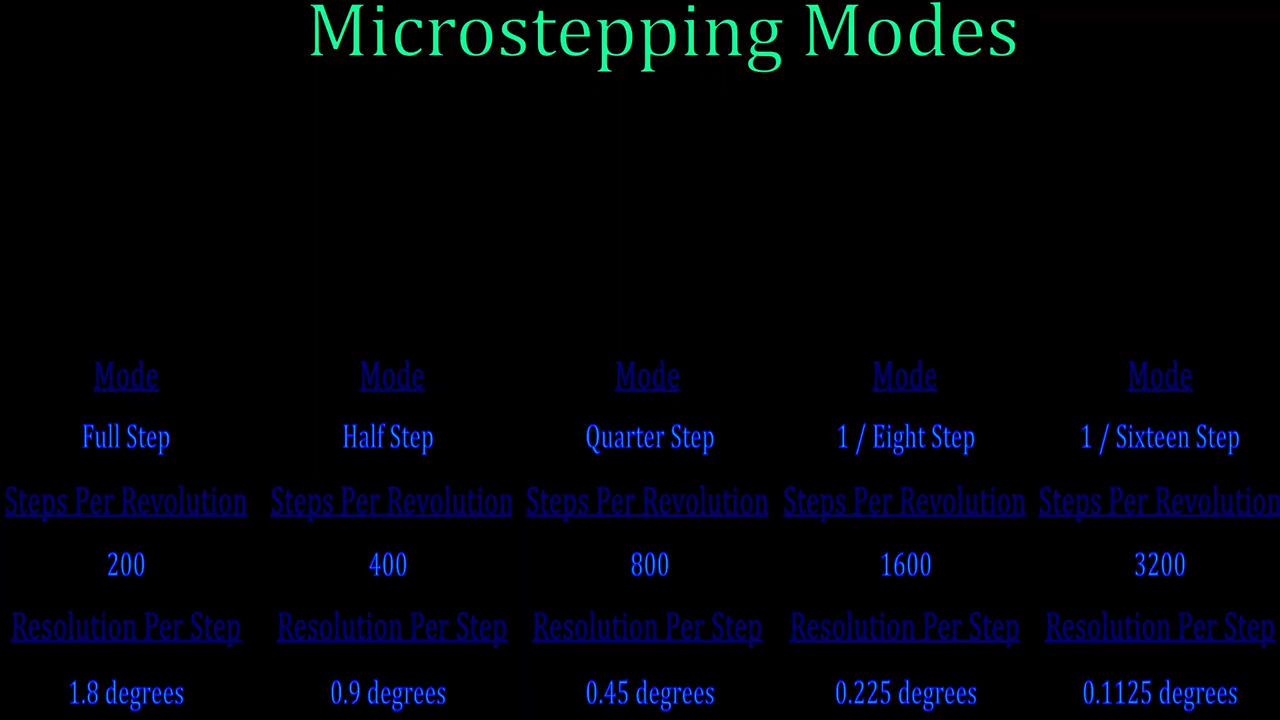 Microstepping Modes
Mode Mode Mode Mode Mode
Full Step Half Step Quarter Step 1 / Eight Step 1 / Sixteen Step
Steps Per Revolution Steps Per Revolution Steps Per Revolution Steps Per Revolution Steps Per Revolution
200 400 800 1600 3200
Resolution Per Step Resolution Per Step Resolution Per Step Resolution Per Step Resolution Per Step
1.8 degrees 0.9 degrees 0.45 degrees 0.225 degrees 0.1125 degrees